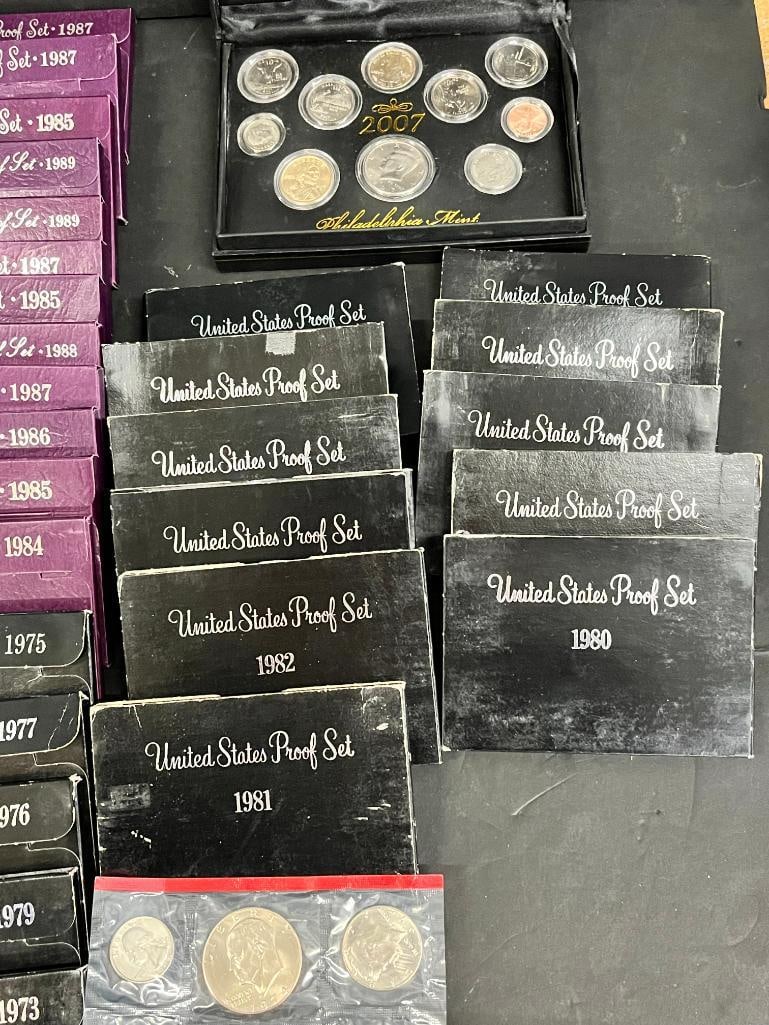 Proof Set · 1987
Set · 1987
Set · 1985
Set · 1989
Set · 1989
Set · 1987
1985
Set · 1988
· 1987
1986
· 1985
1984
1975
1977
1976
1979
1973
2007
Philadelphia Mint
United States Proof Set
United States Proof Set
United States Proof Set
United States Proof Set
United States Proof Set
1982
United States Proof Set
1981
United States Proof Set
United States Proof Set
United States Proof Set
United States Proof Set
United States Proof Set
1980
LIBERTY